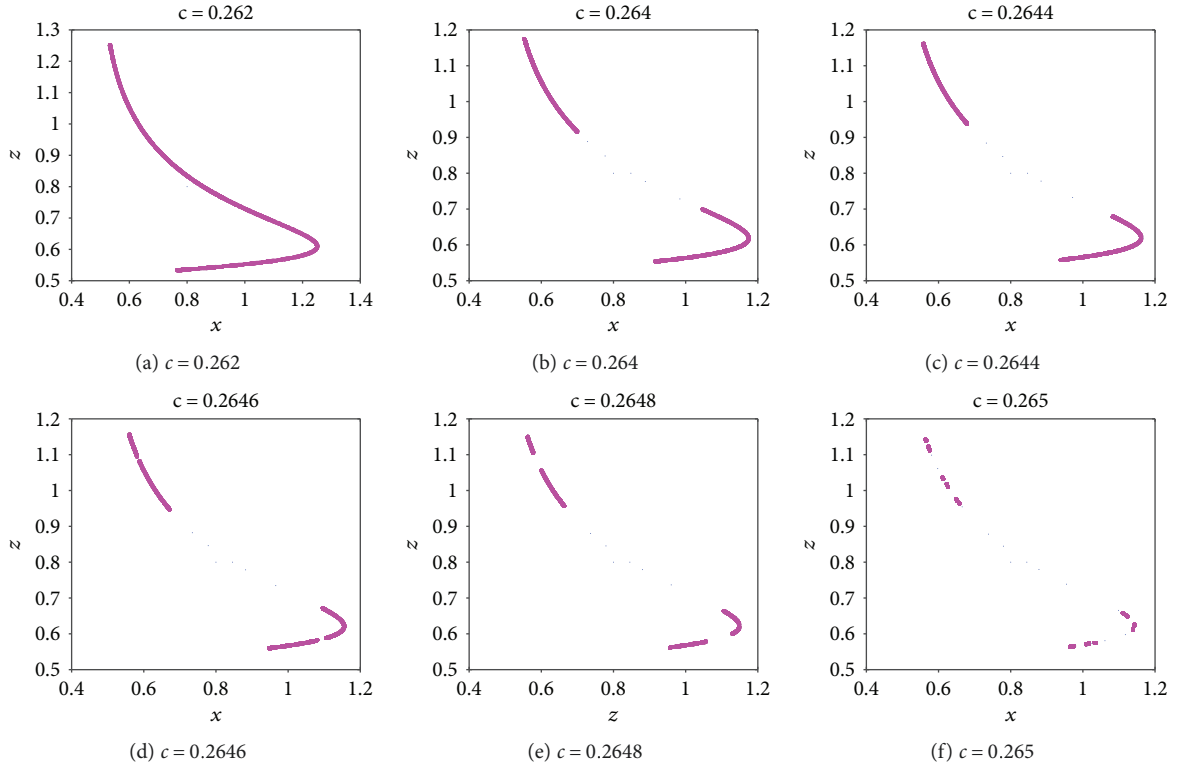 c = 0.262
1.3
1.2
1.1
1
0.9
0.8
0.7
0.6
0.5
z
0.4 0.6 0.8 1 1.2 1.4
x
(a) c = 0.262
c = 0.264
1.2
1.1
1
0.9
0.8
0.7
0.6
0.5
z
0.4 0.6 0.8 1 1.2
x
(b) c = 0.264
c = 0.2644
1.2
1.1
1
0.9
0.8
0.7
0.6
0.5
z
0.4 0.6 0.8 1 1.2
x
(c) c = 0.2644
c = 0.2646
1.2
1.1
1
0.9
0.8
0.7
0.6
0.5
z
0.4 0.6 0.8 1 1.2
x
(d) c = 0.2646
c = 0.2648
1.2
1.1
1
0.9
0.8
0.7
0.6
0.5
z
0.4 0.6 0.8 1 1.2
z
(e) c = 0.2648
c = 0.265
1.2
1.1
1
0.9
0.8
0.7
0.6
0.5
z
0.4 0.6 0.8 1 1.2
x
(f) c = 0.265